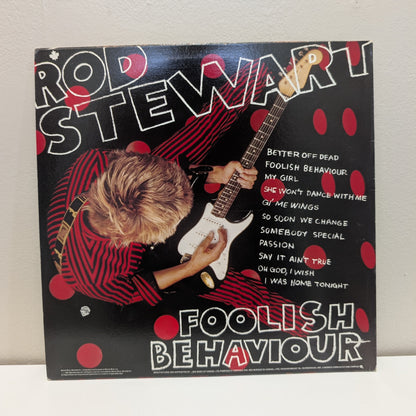 ROD
STEWART
BETTER OFF DEAD
FOOLISH BEHAVIOUR
MY GIRL
SHE WON'T DANCE WITH ME
GI' ME WINGS
SO SOON WE CHANGE
SOMEBODY SPECIAL
PASSION
SAY IT AIN'T TRUE
OH GOD, I WISH
I WAS HOME TONIGHT
FOOLISH
BEHAVIOUR